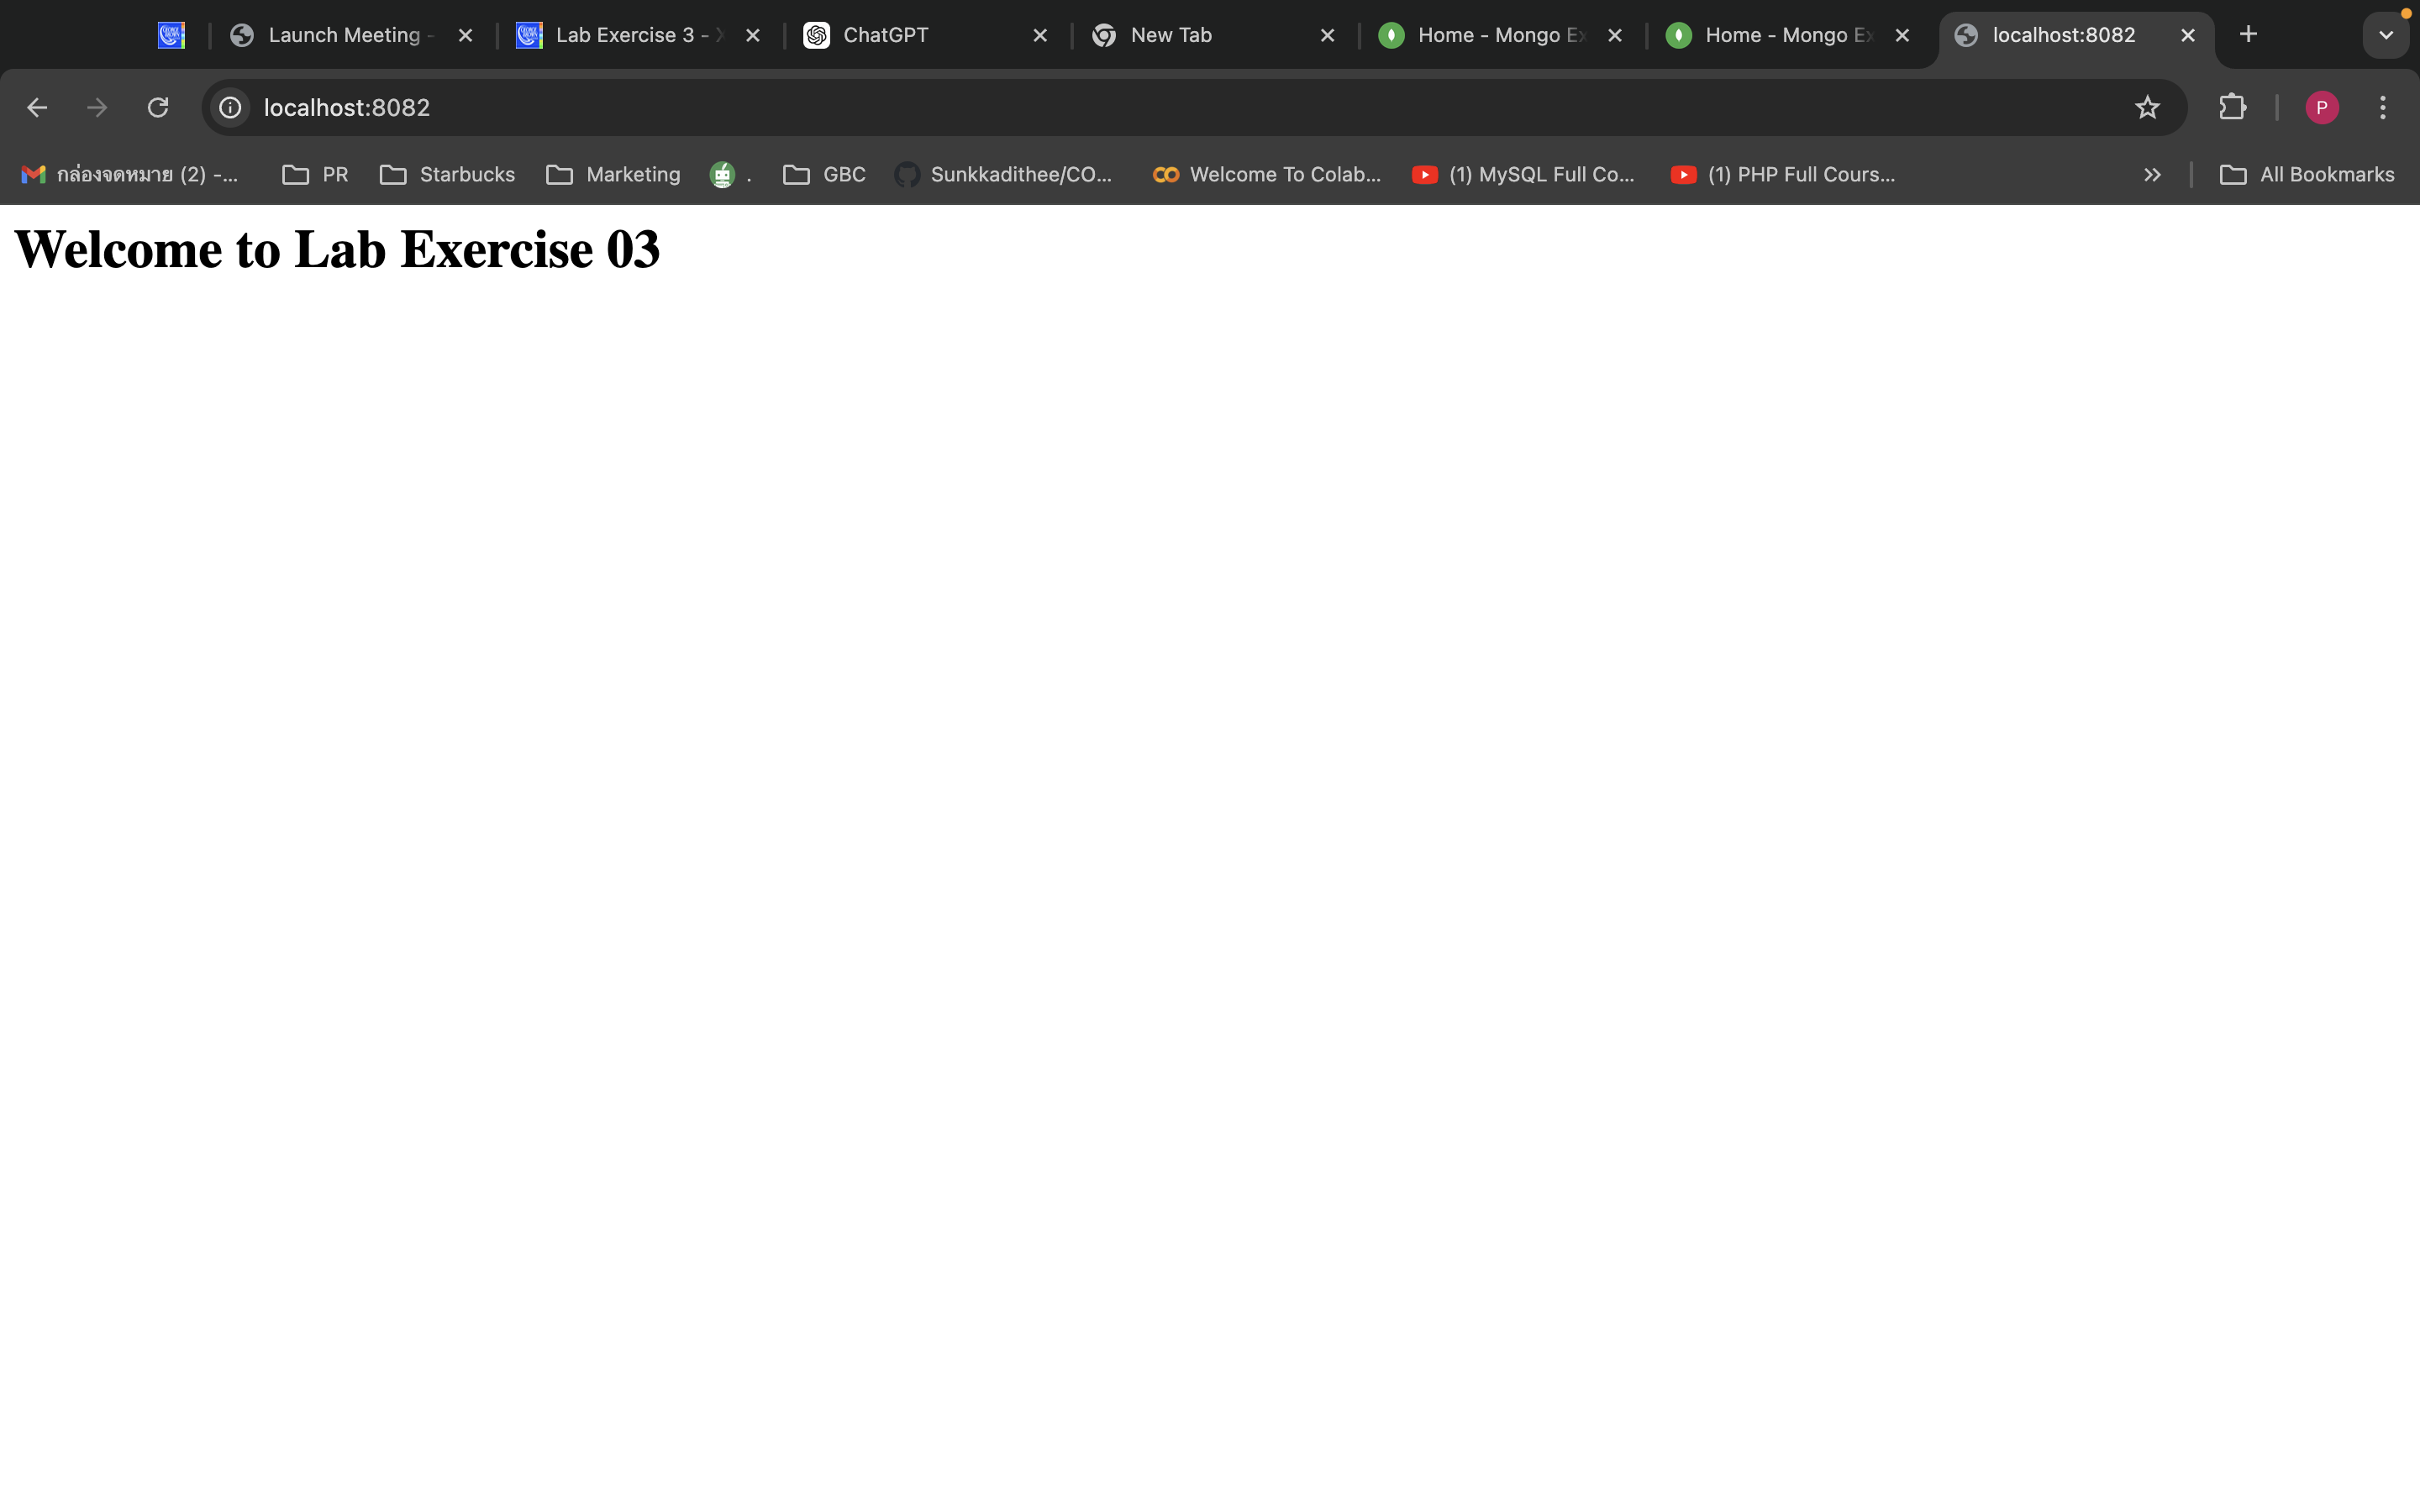 Launch Meeting -
Lab Exercise 3 -
ChatGPT
New Tab
Home - Mongo Ex
Home - Mongo Ex
localhost:8082
localhost:8082
P
กล่องจดหมาย (2) -...
PR
Starbucks
Marketing
.
GBC
Sunkkadithee/CO...
Welcome To Colab...
(1) MySQL Full Co...
(1) PHP Full Cours...
All Bookmarks
Welcome to Lab Exercise 03